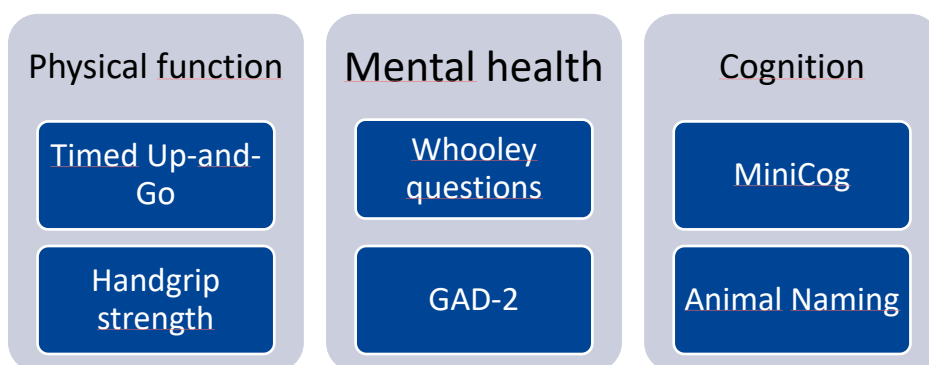 Physical function
Timed Up-and-
Go
Handgrip
strength
Mental health
Whooley
questions
GAD-2
Cognition
MiniCog
Animal Naming